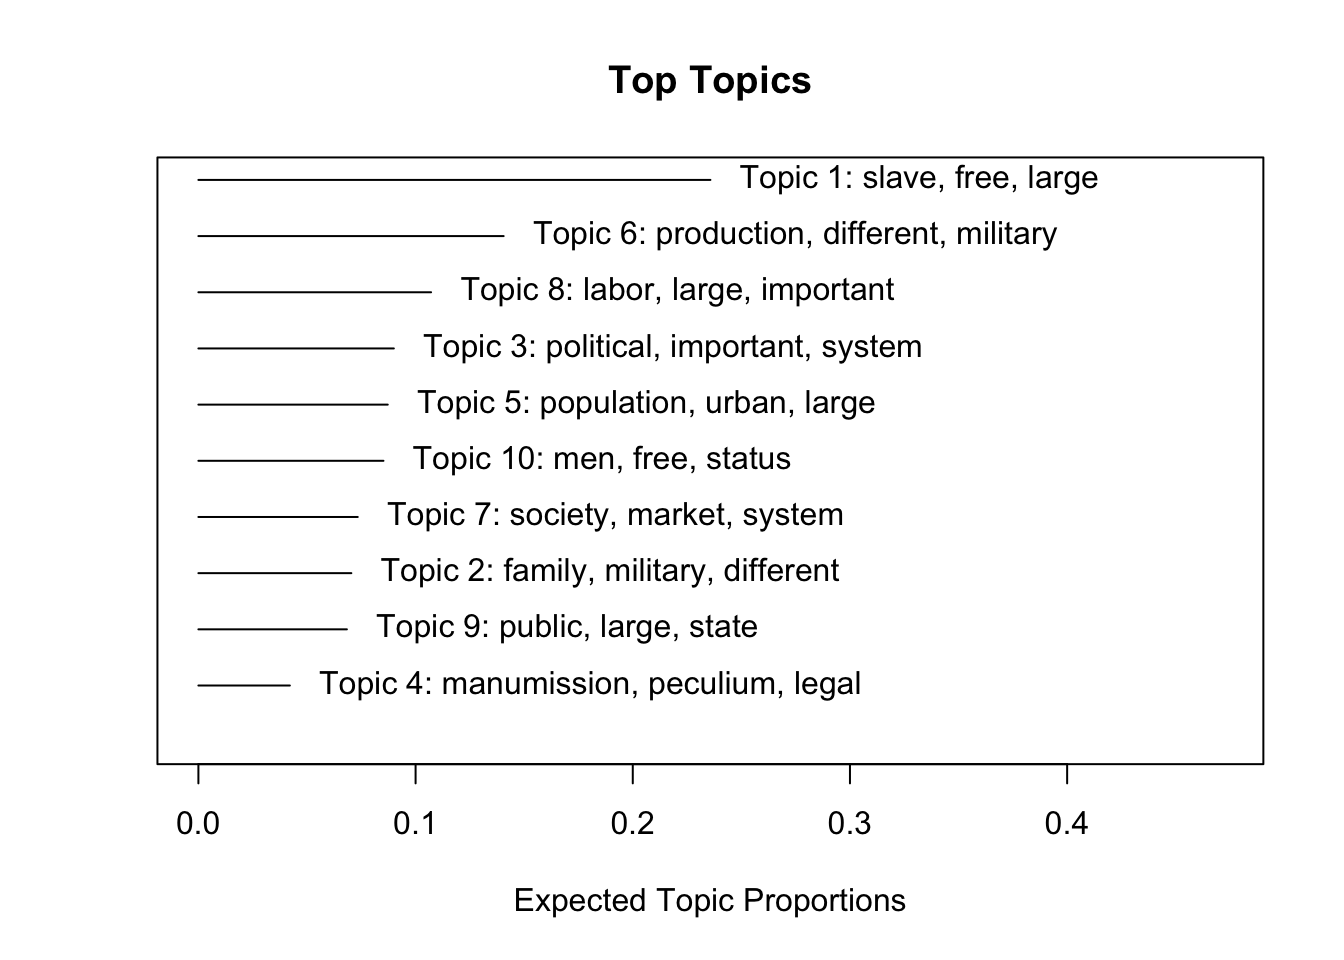 Top Topics
Topic 1: slave, free, large
Topic 6: production, different, military
Topic 8: labor, large, important
Topic 3: political, important, system
Topic 5: population, urban, large
Topic 10: men, free, status
Topic 7: society, market, system
Topic 2: family, military, different
Topic 9: public, large, state
Topic 4: manumission, peculium, legal
0.0 0.1 0.2 0.3 0.4
Expected Topic Proportions